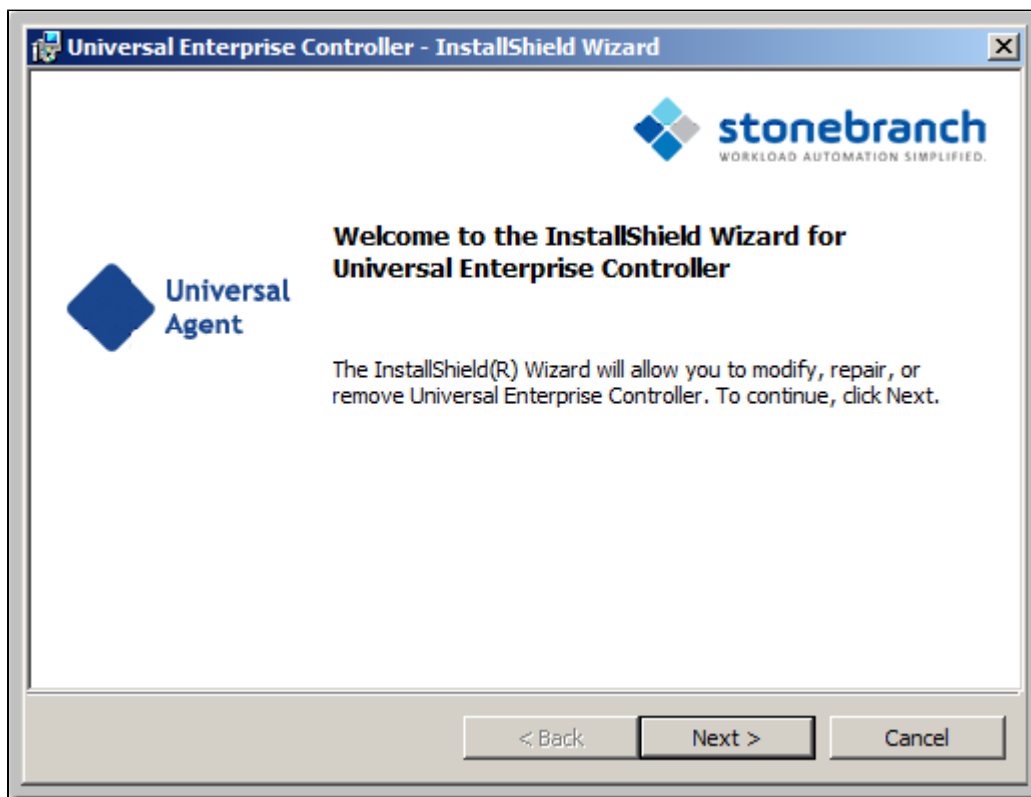 Universal Enterprise Controller - InstallShield Wizard
stonebranch
WORKLOAD AUTOMATION SIMPLIFIED.
Welcome to the InstallShield Wizard for
Universal Enterprise Controller
Universal
Agent
The InstallShield(R) Wizard will allow you to modify, repair, or
remove Universal Enterprise Controller. To continue, click Next.
< Back
Next >
Cancel